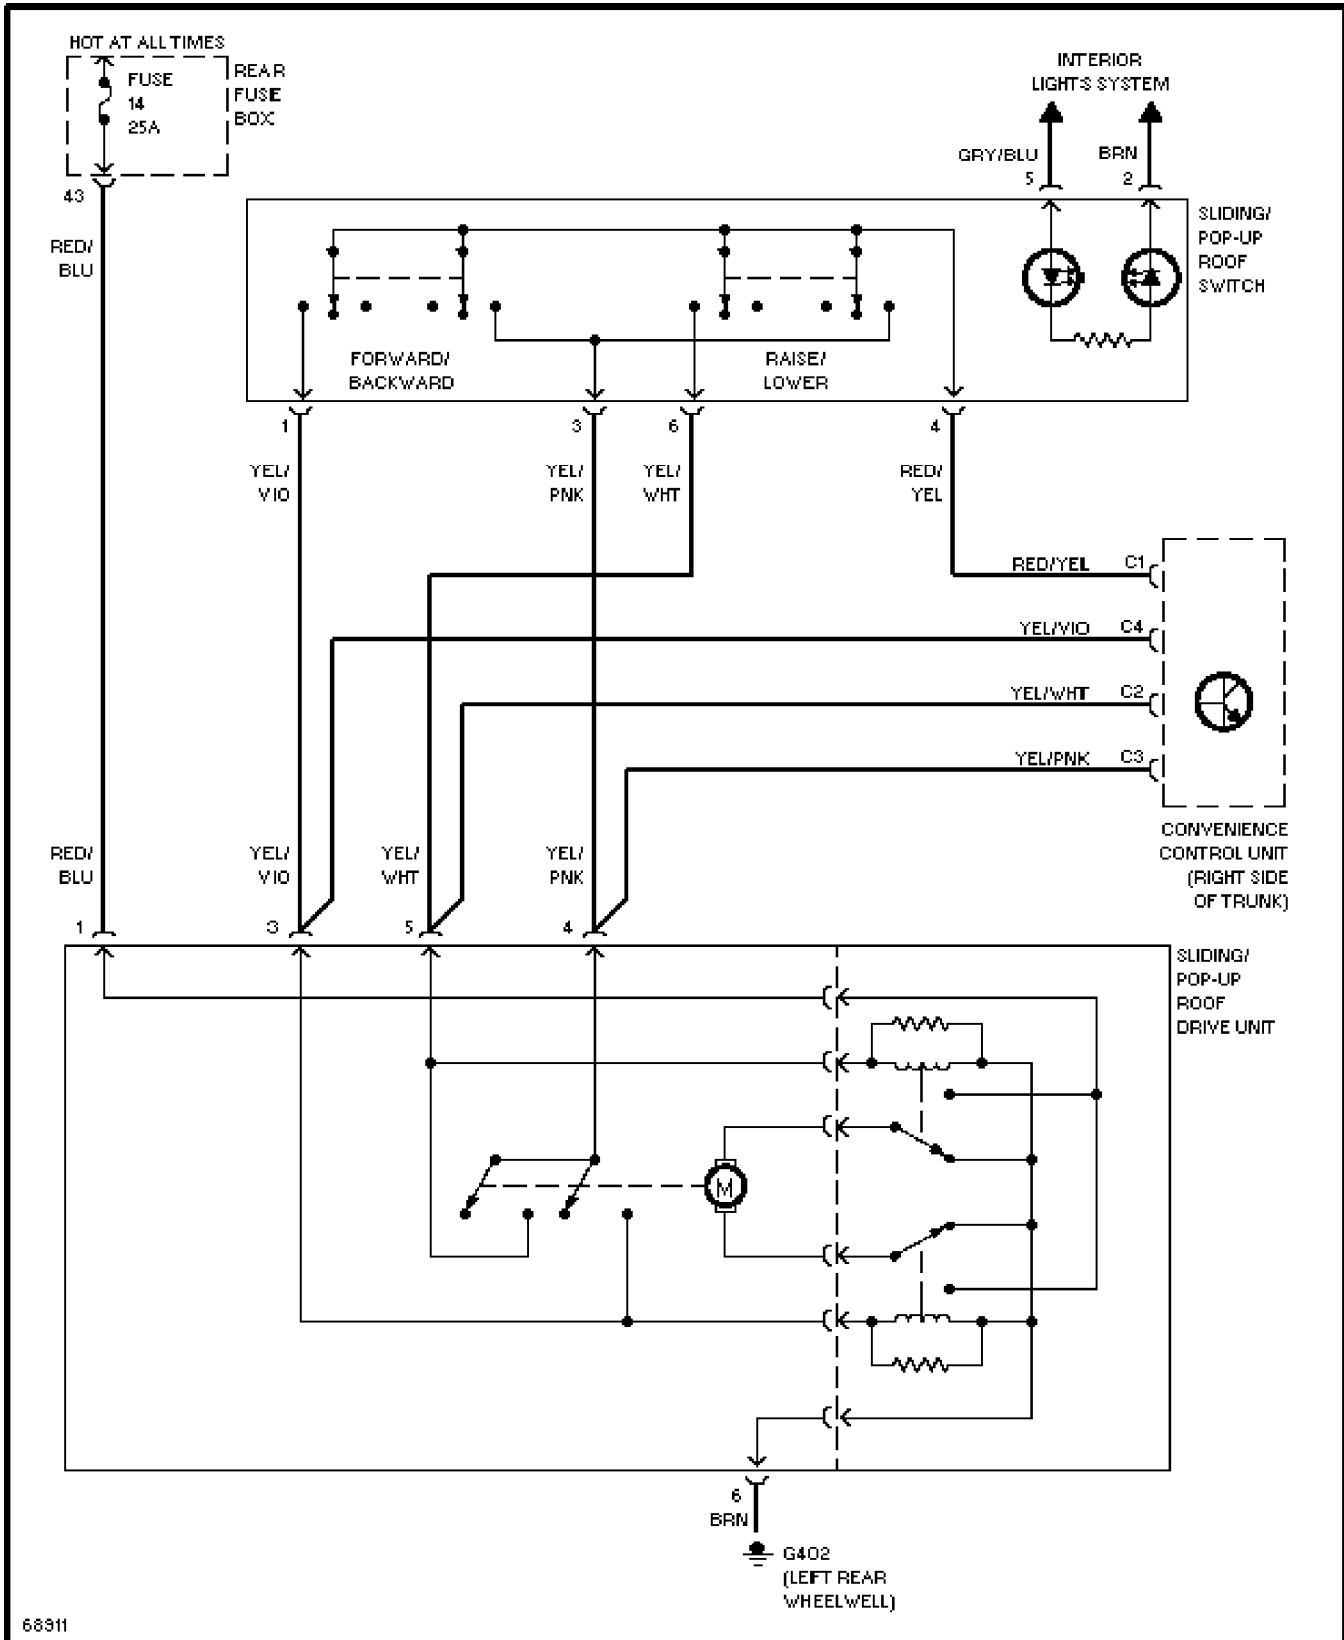 HOT AT ALL TIMES
FUSE
14
25A
REAR
FUSE
BOX
43
RED/
BLU
INTERIOR
LIGHTS SYSTEM
GRY/BLU
5
BRN
2
SLIDING/
POP-UP
ROOF
SWITCH
FORWARD/
BACKWARD
RAISE/
LOWER
1
3
6
4
YEL/
VIO
YEL/
PNK
YEL/
WHT
RED/
YEL
RED/YEL C1
YEL/VIO C4
YEL/WHT C2
YEL/PNK C3
CONVENIENCE
CONTROL UNIT
(RIGHT SIDE
OF TRUNK)
RED/
BLU
YEL/
VIO
YEL/
WHT
YEL/
PNK
1
3
5
4
SLIDING/
POP-UP
ROOF
DRIVE UNIT
M
6
BRN
G402
(LEFT REAR
WHEELWELL)
68911